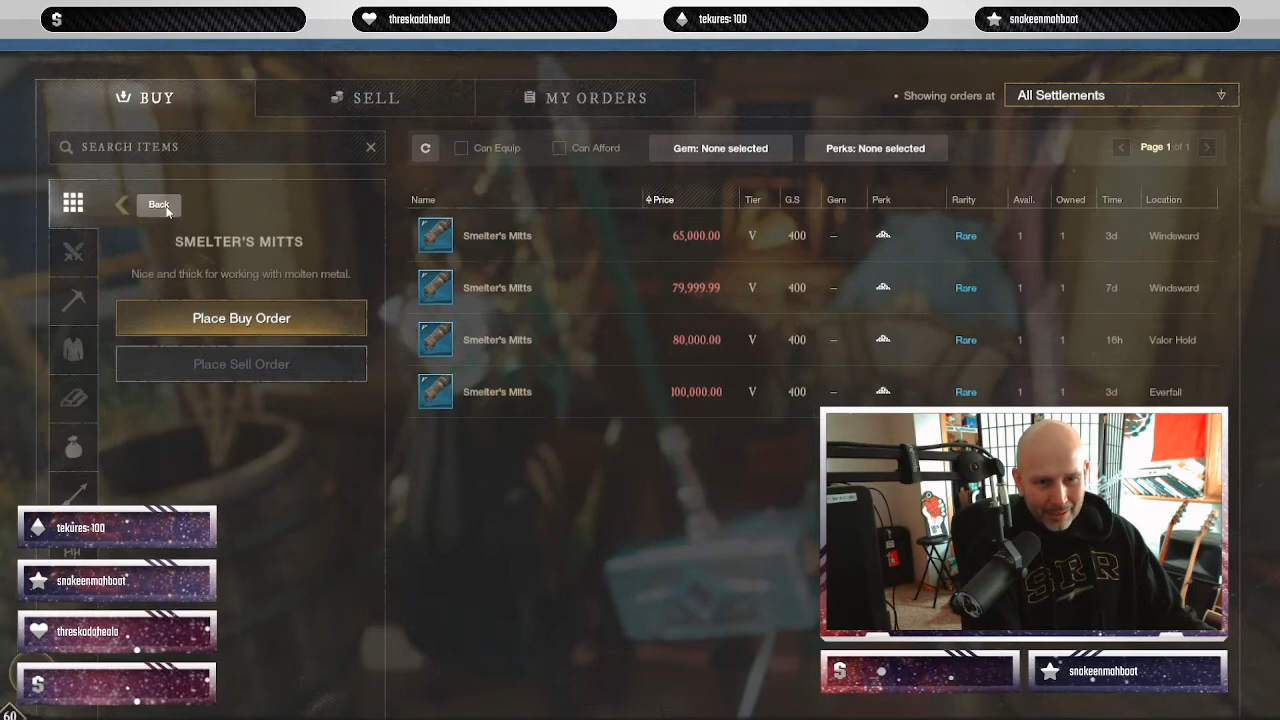 threskadaheala
tekures: 100
snakeenmahboat
BUY
SELL
MY ORDERS
Showing orders at
All Settlements
SEARCH ITEMS
Can Equip
Can Afford
Gem: None selected
Perks: None selected
Page 1 of 1
Back
SMELTER'S MITTS
Nice and thick for working with molten metal.
Place Buy Order
Place Sell Order
Name Price Tier G.S Gem Perk Rarity Avail. Owned Time Location
Smelter's Mitts 65,000.00 V 400 – Rare 1 1 3d Windsward
Smelter's Mitts 79,999.99 V 400 – Rare 1 1 7d Windsward
Smelter's Mitts 80,000.00 V 400 – Rare 1 1 16h Valor Hold
Smelter's Mitts 100,000.00 V 400 – Rare 1 1 3d Everfall
tekures: 100
snakeenmahboat
threskadaheala
60
SRR
snakeenmahboat